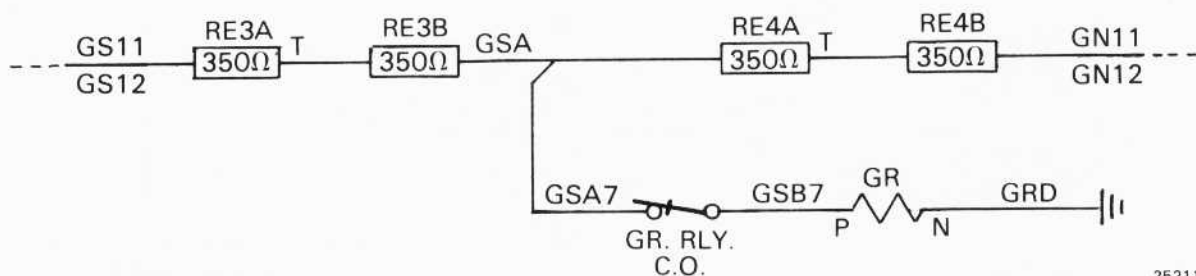 RE3A
RE3B
RE4A
RE4B
GS11
GS12
350Ω
T
350Ω
GSA
350Ω
T
350Ω
GN11
GN12
GSA7
GSB7
GR
GRD
P
N
GR. RLY.
C.O.